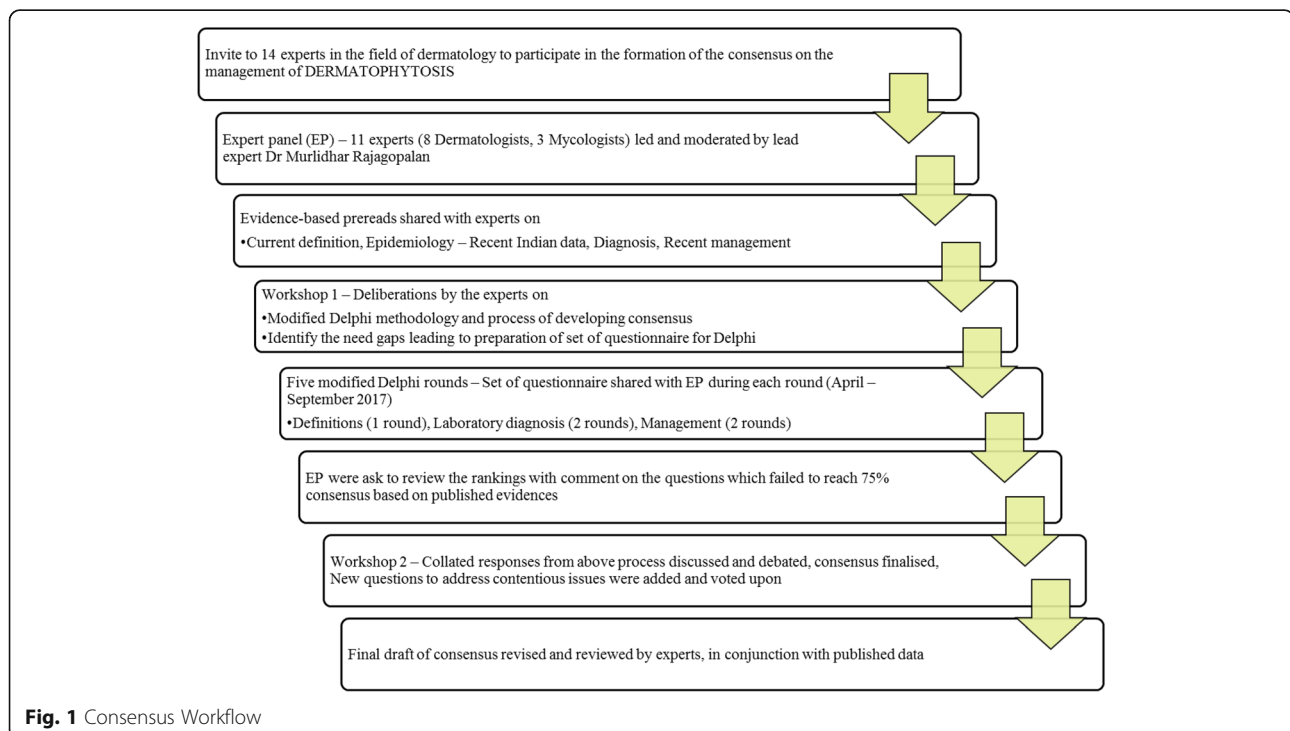 Invite to 14 experts in the field of dermatology to participate in the formation of the consensus on the
management of DERMATOPHYTOSIS
Expert panel (EP) – 11 experts (8 Dermatologists, 3 Mycologists) led and moderated by lead
expert Dr Murlidhar Rajagopalan
Evidence-based prereads shared with experts on
•Current definition, Epidemiology – Recent Indian data, Diagnosis, Recent management
Workshop 1 – Deliberations by the experts on
•Modified Delphi methodology and process of developing consensus
•Identify the need gaps leading to preparation of set of questionnaire for Delphi
Five modified Delphi rounds – Set of questionnaire shared with EP during each round (April –
September 2017)
•Definitions (1 round), Laboratory diagnosis (2 rounds), Management (2 rounds)
EP were ask to review the rankings with comment on the questions which failed to reach 75%
consensus based on published evidences
Workshop 2 – Collated responses from above process discussed and debated, consensus finalised,
New questions to address contentious issues were added and voted upon
Final draft of consensus revised and reviewed by experts, in conjunction with published data
Fig. 1 Consensus Workflow